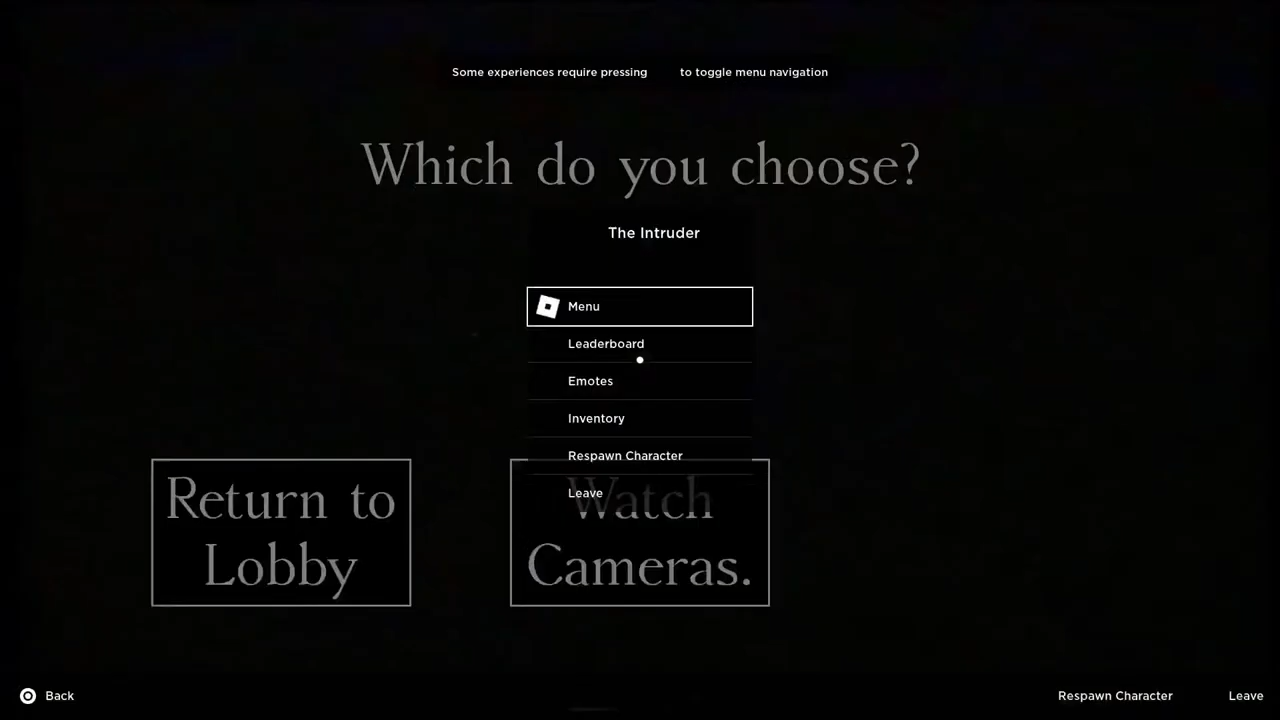 Some experiences require pressing to toggle menu navigation
Which do you choose?
The Intruder
Menu
Leaderboard
Emotes
Inventory
Respawn Character
Leave
Return to
Lobby
Watch
Cameras.
Back
Respawn Character
Leave